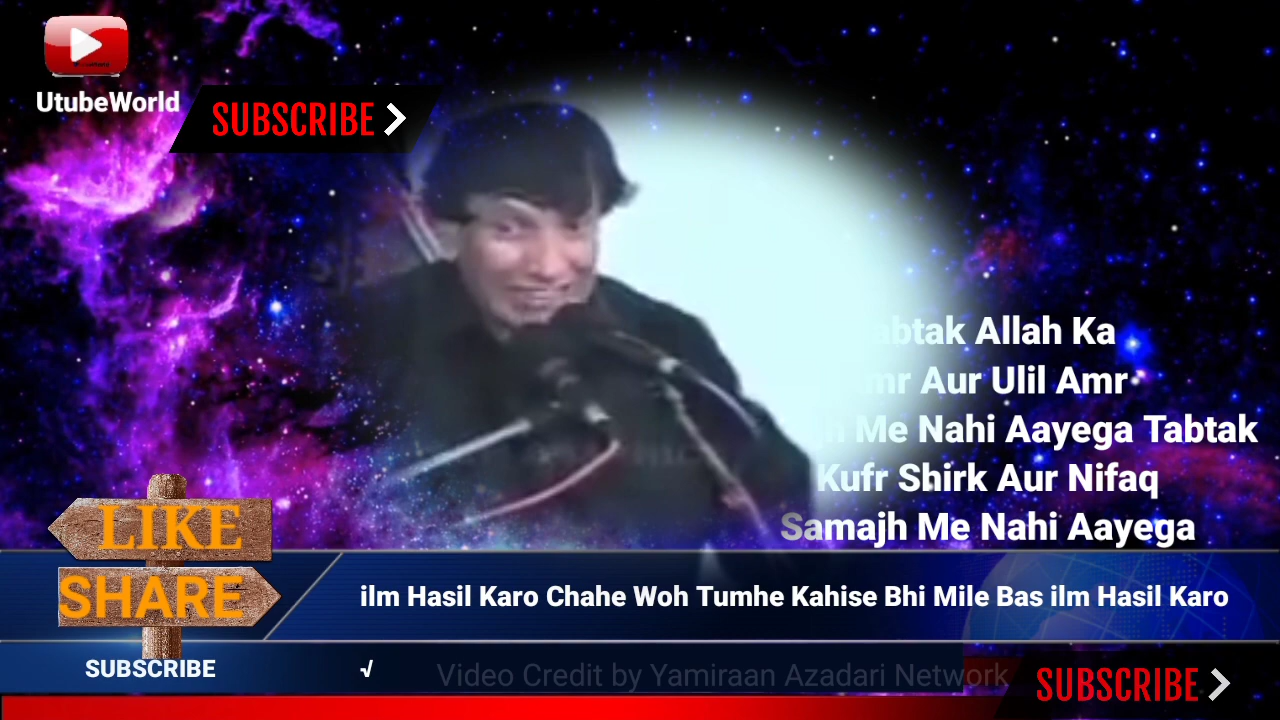 UtubeWorld
SUBSCRIBE
Allah Ka
Aur Ulil Amr
Me Nahi Aayega Tabtak
Kufr Shirk Aur Nifaq
Samajh Me Nahi Aayega
LIKE
SHARE
ilm Hasil Karo Chahe Woh Tumhe Kahise Bhi Mile Bas ilm Hasil Karo
SUBSCRIBE √
Video Credit by Yamiraan Azadari Network
SUBSCRIBE